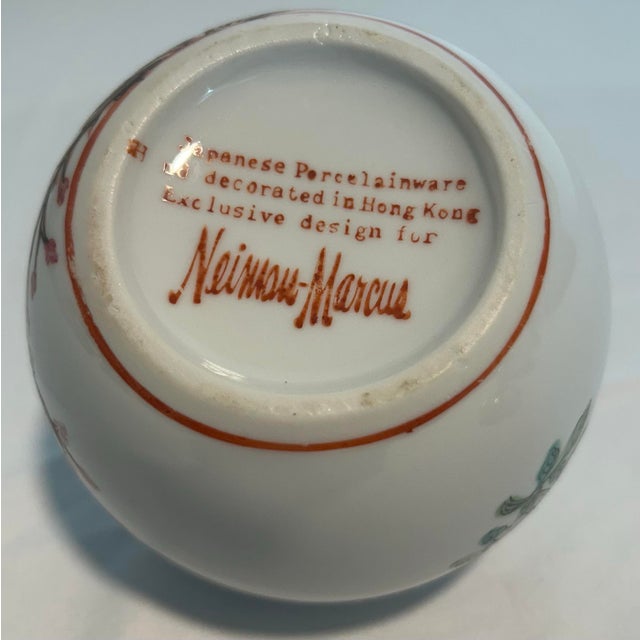 Japanese Porcelainware
decorated in Hong Kong
Exclusive design for
Neiman-Marcus